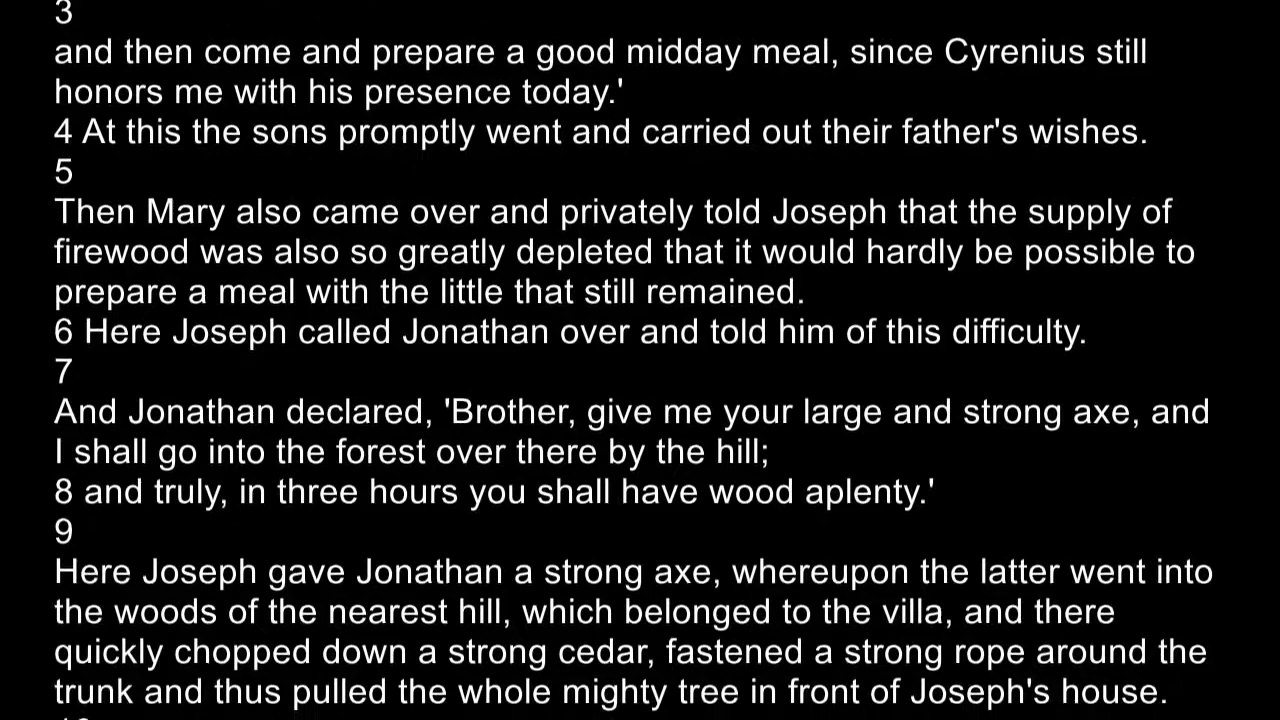 3
and then come and prepare a good midday meal, since Cyrenius still
honors me with his presence today.'
4 At this the sons promptly went and carried out their father's wishes.
5
Then Mary also came over and privately told Joseph that the supply of
firewood was also so greatly depleted that it would hardly be possible to
prepare a meal with the little that still remained.
6 Here Joseph called Jonathan over and told him of this difficulty.
7
And Jonathan declared, 'Brother, give me your large and strong axe, and
I shall go into the forest over there by the hill;
8 and truly, in three hours you shall have wood aplenty.'
9
Here Joseph gave Jonathan a strong axe, whereupon the latter went into
the woods of the nearest hill, which belonged to the villa, and there
quickly chopped down a strong cedar, fastened a strong rope around the
trunk and thus pulled the whole mighty tree in front of Joseph's house.